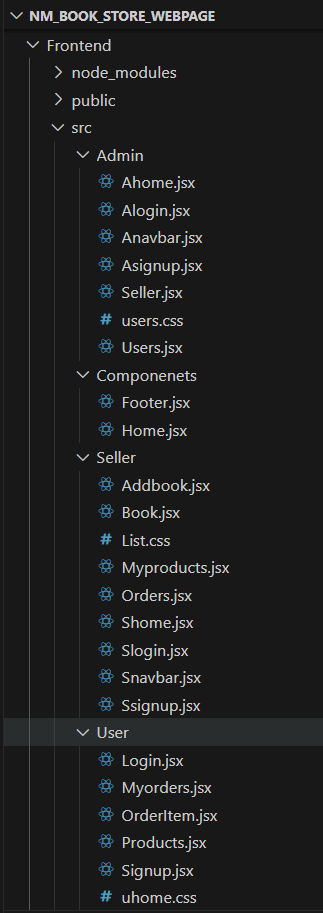 NM_BOOK_STORE_WEBPAGE
Frontend
node_modules
public
src
Admin
Ahome.jsx
Alogin.jsx
Anavbar.jsx
Asignup.jsx
Seller.jsx
# users.css
Users.jsx
Componenets
Footer.jsx
Home.jsx
Seller
Addbook.jsx
Book.jsx
# List.css
Myproducts.jsx
Orders.jsx
Shome.jsx
Slogin.jsx
Snavbar.jsx
Ssignup.jsx
User
Login.jsx
Myorders.jsx
OrderItem.jsx
Products.jsx
Signup.jsx
# uhome.css